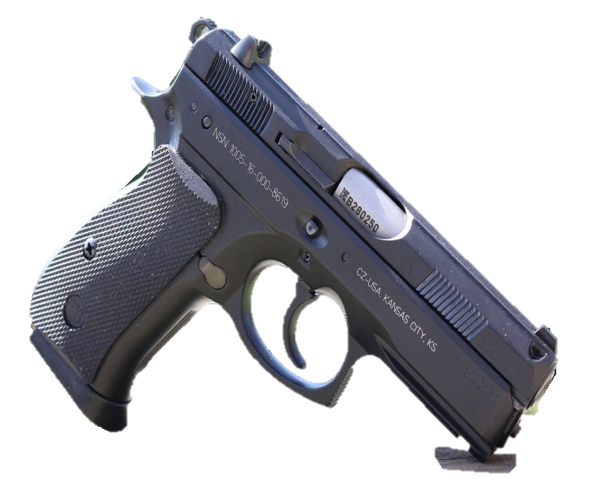 NSN 1005-16-000-8619
B280250
CZ-USA, KANSAS CITY, KS